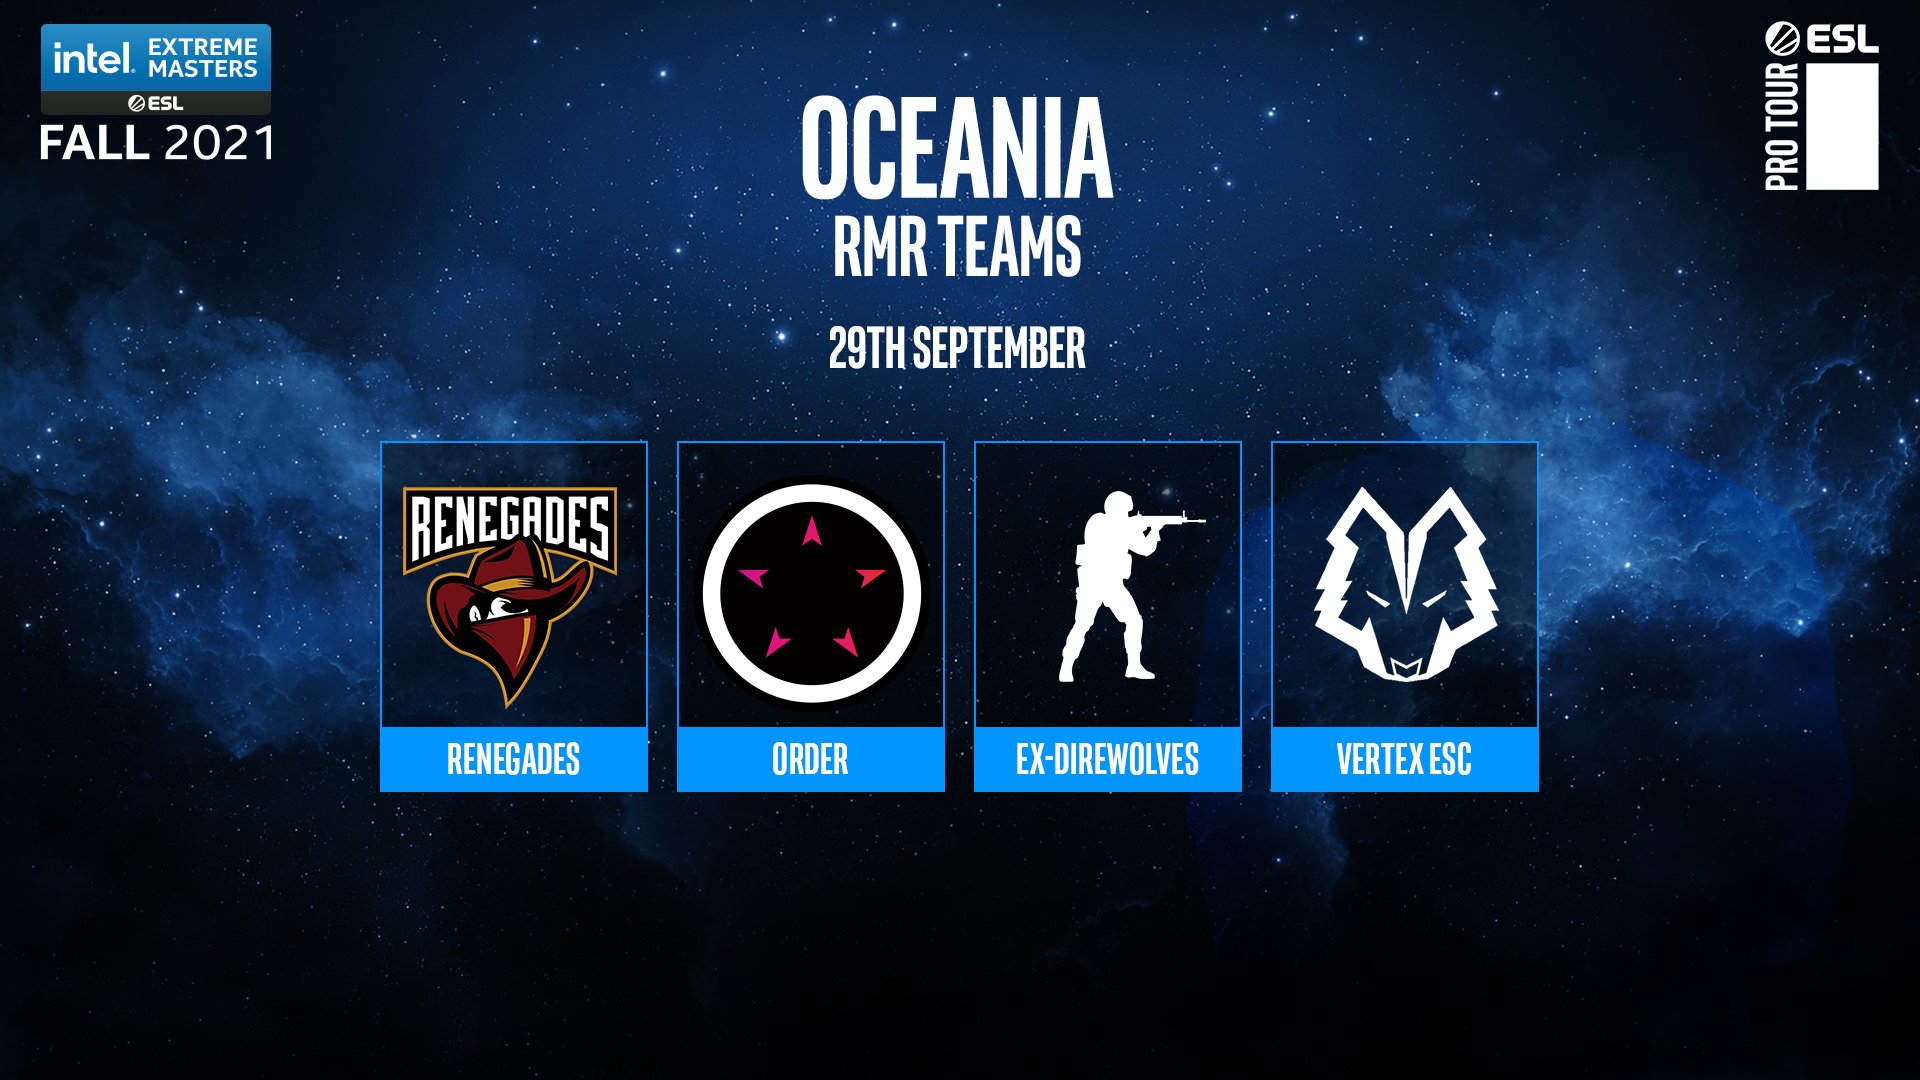 intel. EXTREME
MASTERS
ESL
FALL 2021
ESL
PRO TOUR
OCEANIA
RMR TEAMS
29TH SEPTEMBER
RENEGADES
RENEGADES
ORDER
EX-DIREWOLVES
VERTEX ESC